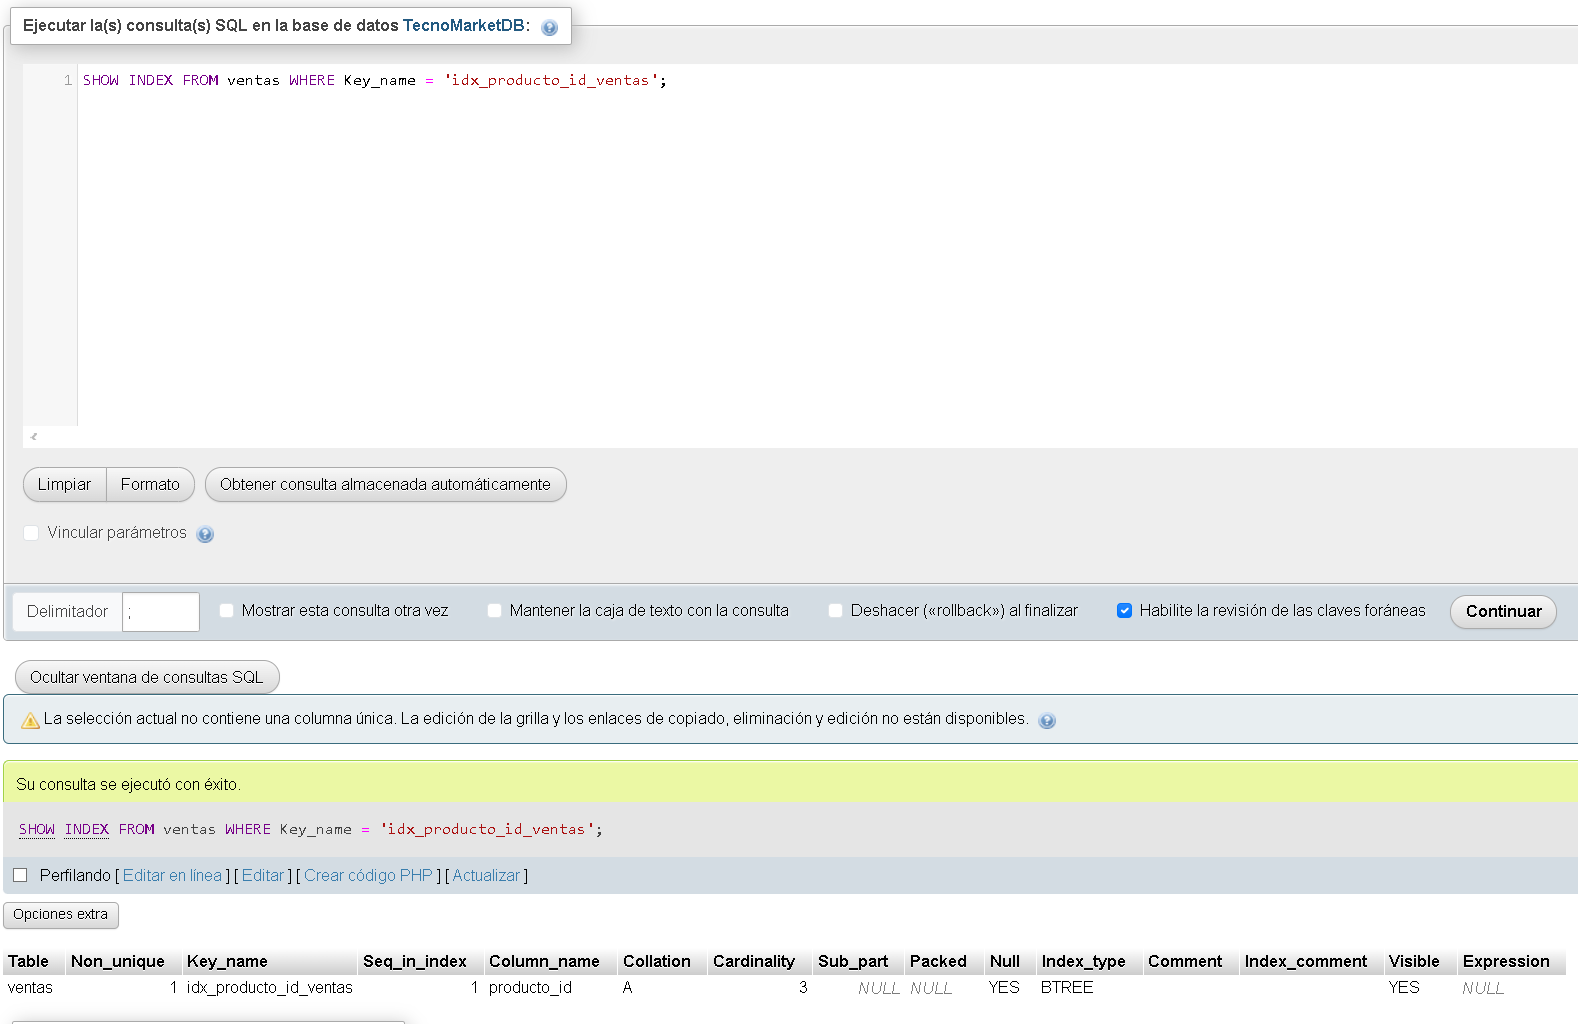 Ejecutar la(s) consulta(s) SQL en la base de datos TecnoMarketDB:
1 SHOW INDEX FROM ventas WHERE Key_name = 'idx_producto_id_ventas';
Limpiar Formato Obtener consulta almacenada automáticamente
Vincular parámetros
Delimitador ; Mostrar esta consulta otra vez Mantener la caja de texto con la consulta Deshacer («rollback») al finalizar Habilite la revisión de las claves foráneas Continuar
Ocultar ventana de consultas SQL
La selección actual no contiene una columna única. La edición de la grilla y los enlaces de copiado, eliminación y edición no están disponibles.
Su consulta se ejecutó con éxito.
SHOW INDEX FROM ventas WHERE Key_name = 'idx_producto_id_ventas';
Perfilando [ Editar en línea ] [ Editar ] [ Crear código PHP ] [ Actualizar ]
Opciones extra
Table Non_unique Key_name Seq_in_index Column_name Collation Cardinality Sub_part Packed Null Index_type Comment Index_comment Visible Expression
ventas 1 idx_producto_id_ventas 1 producto_id A 3 NULL NULL YES BTREE YES NULL